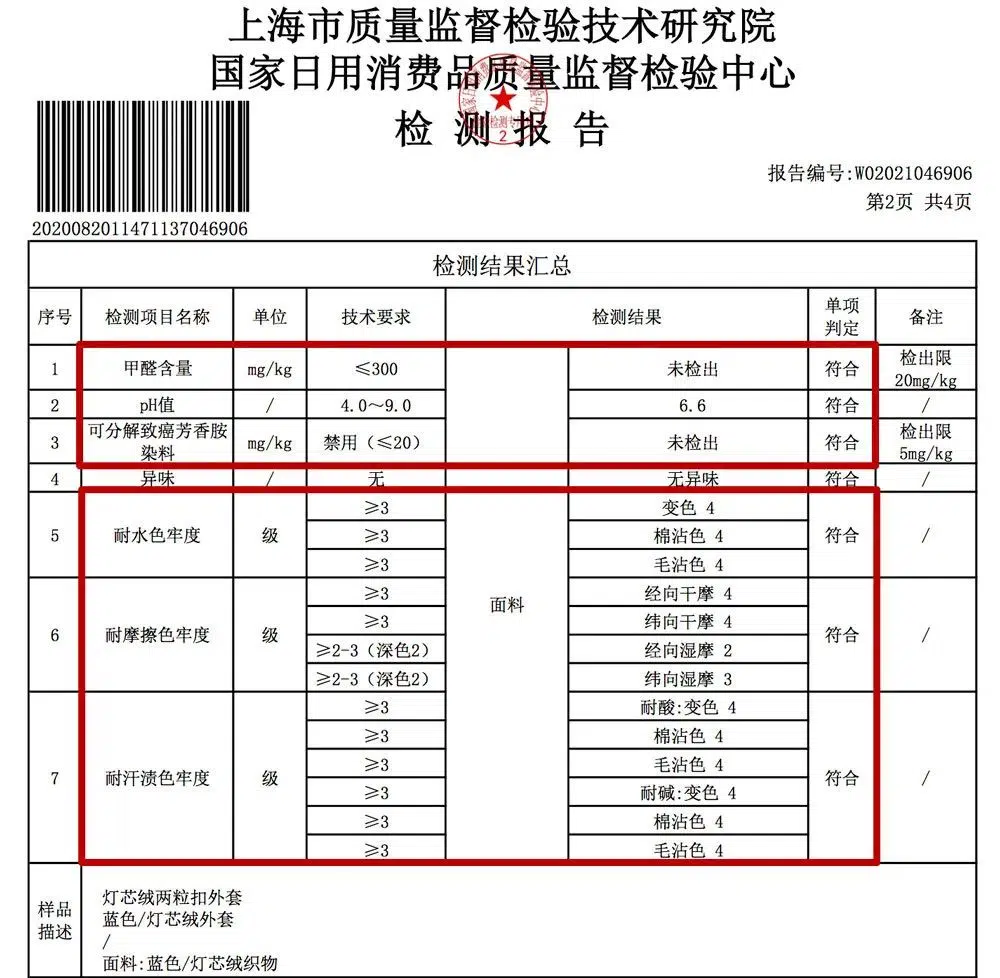 上海市质量监督检验技术研究院
国家日用消费品质量监督检验中心
检测报告
2
2020082011471137046906
报告编号:W02021046906
第2页 共4页
检测结果汇总
序号 检测项目名称 单位 技术要求 检测结果 单项判定 备注
1 甲醛含量 mg/kg ≤300 未检出 符合 检出限 20mg/kg
2 pH值 / 4.0～9.0 6.6 符合 /
3 可分解致癌芳香胺染料 mg/kg 禁用（≤20） 未检出 符合 检出限 5mg/kg
4 异味 / 无 无异味 符合 /
面料
5 耐水色牢度 级 ≥3 变色 4 符合 /
≥3 棉沾色 4
≥3 毛沾色 4
6 耐摩擦色牢度 级 ≥3 经向干摩 4 符合 /
≥3 纬向干摩 4
≥2-3（深色2） 经向湿摩 2
≥2-3（深色2） 纬向湿摩 3
7 耐汗渍色牢度 级 ≥3 耐酸:变色 4 符合 /
≥3 棉沾色 4
≥3 毛沾色 4
≥3 耐碱:变色 4
≥3 棉沾色 4
≥3 毛沾色 4
样品描述
灯芯绒两粒扣外套
蓝色/灯芯绒外套
/
面料:蓝色/灯芯绒织物